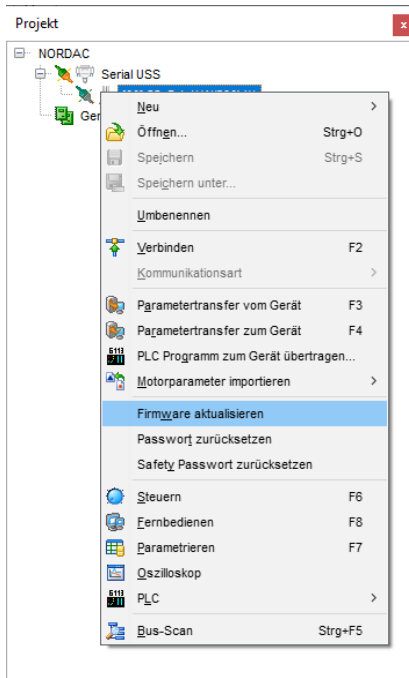 Projekt
x
NORDAC
Serial USS
Ger
Neu
Öffnen... Strg+O
Speichern Strg+S
Speichern unter...
Umbenennen
Verbinden F2
Kommunikationsart
Parametertransfer vom Gerät F3
Parametertransfer zum Gerät F4
PLC Programm zum Gerät übertragen...
Motorparameter importieren
Firmware aktualisieren
Passwort zurücksetzen
Safety Passwort zurücksetzen
Steuern F6
Fernbedienen F8
Parametrieren F7
Oszilloskop
PLC
Bus-Scan Strg+F5